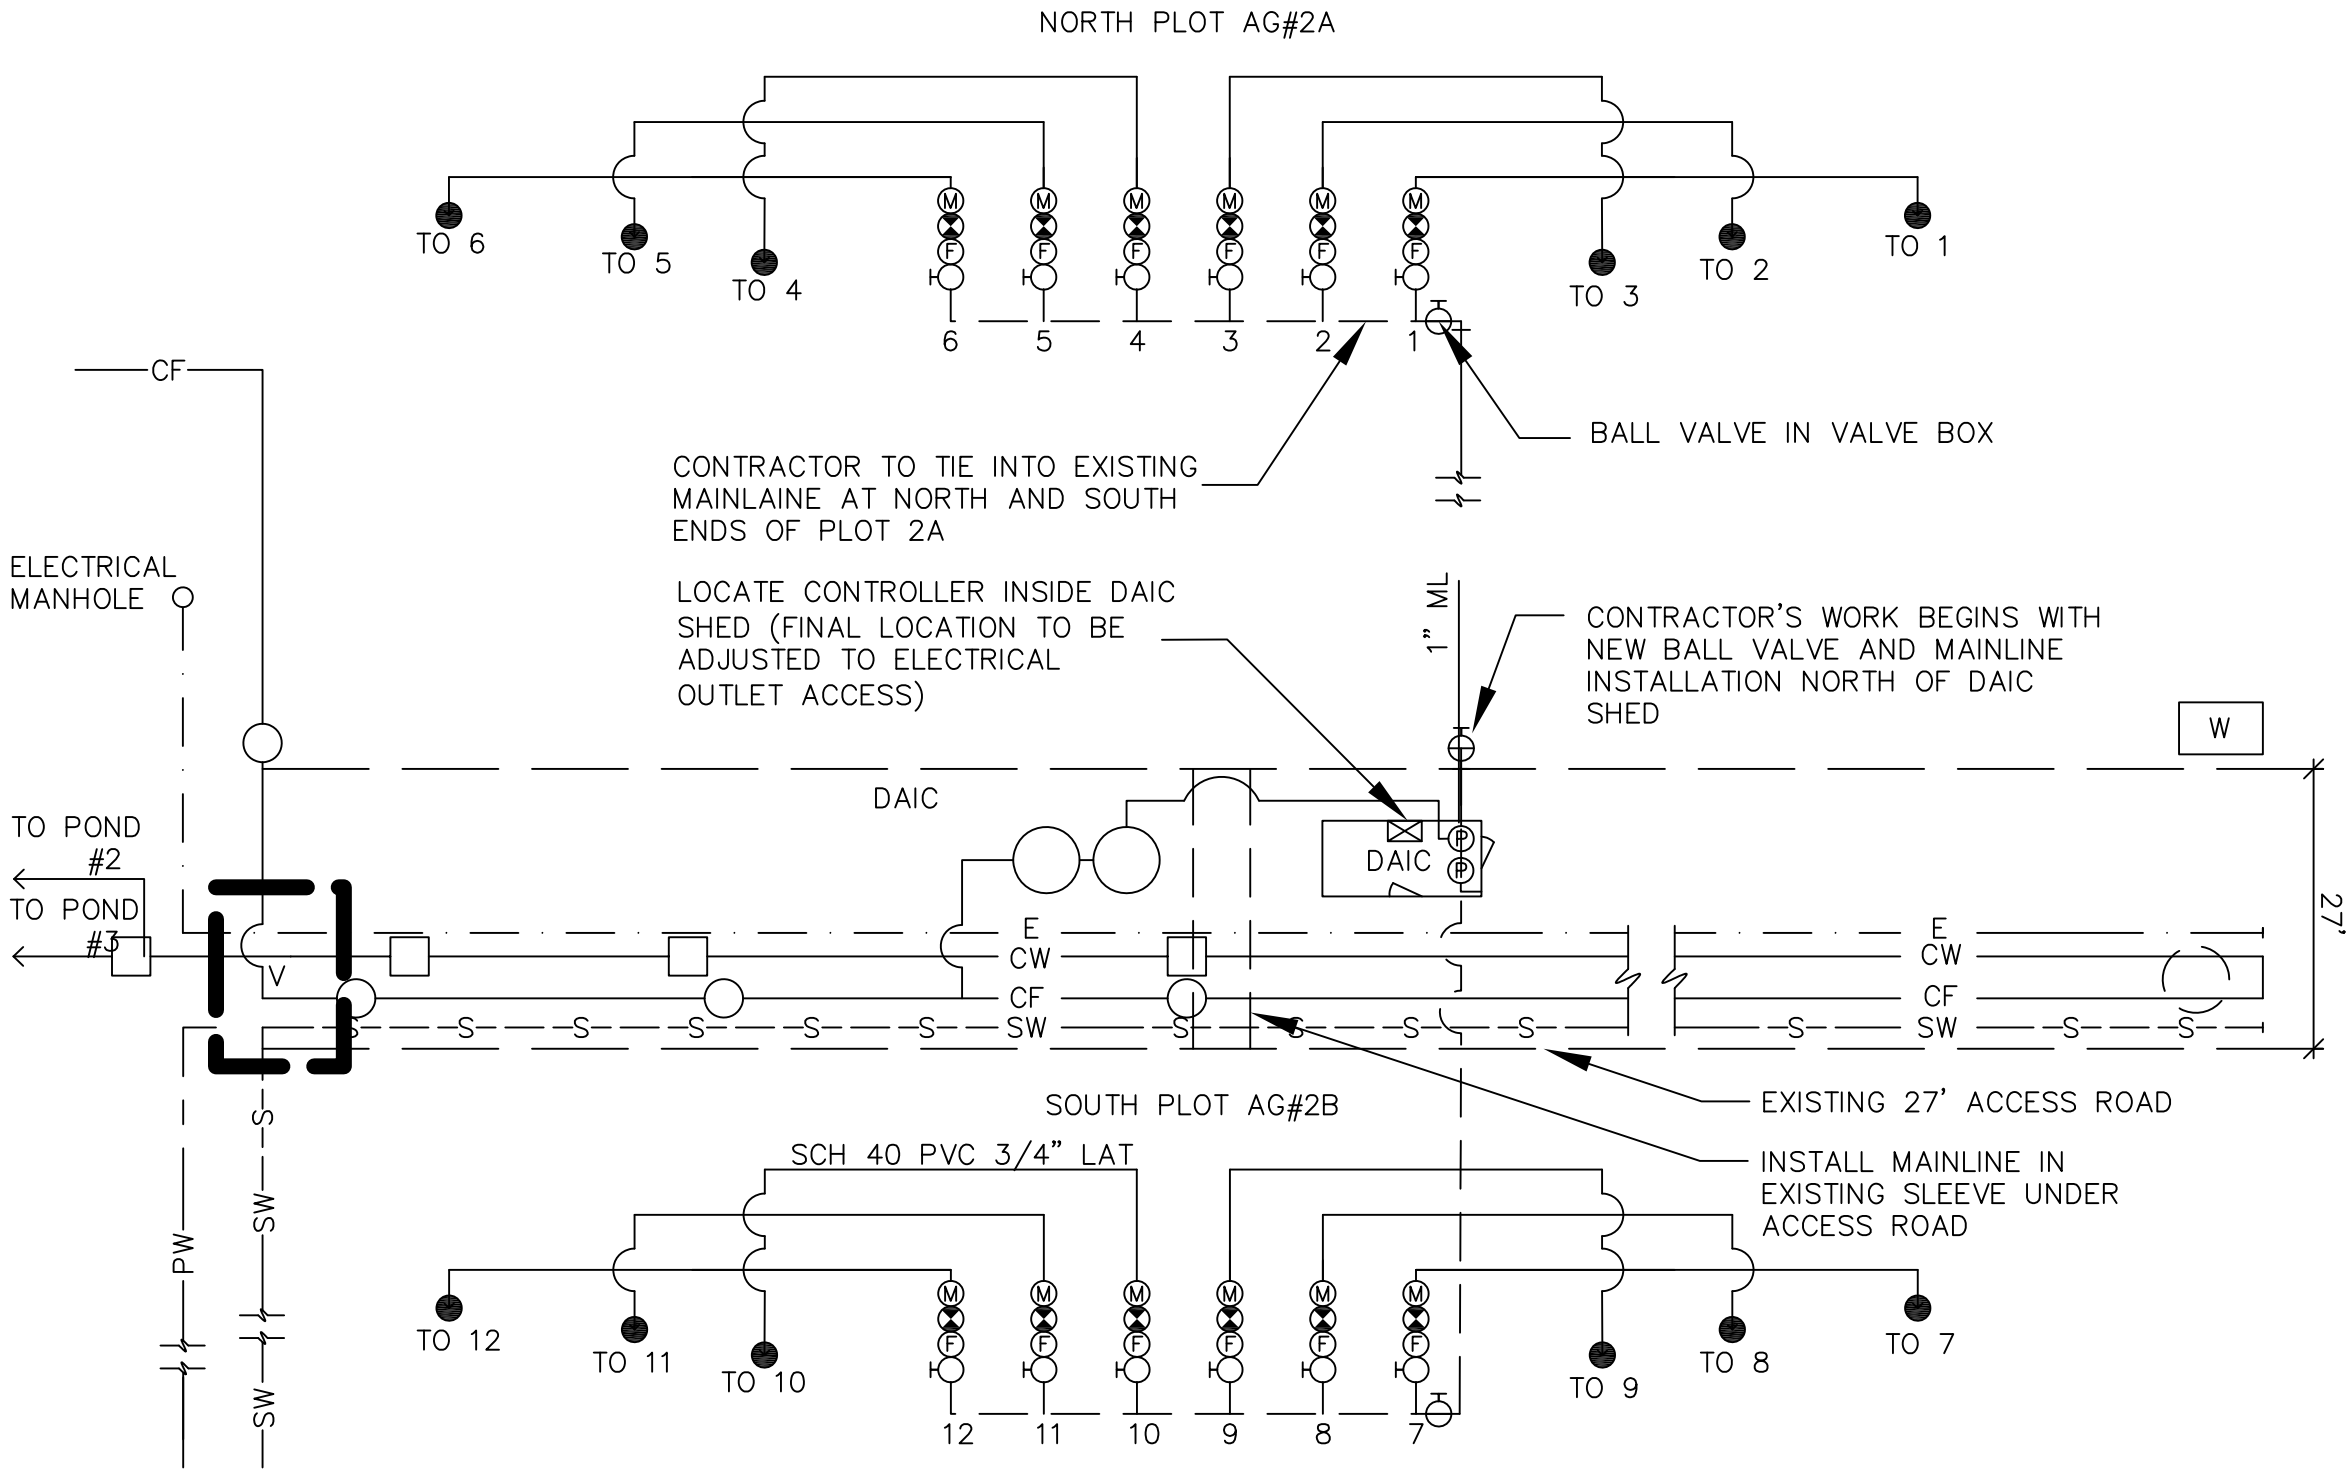 NORTH PLOT AG#2A
M
M
M
M
M
M
F
F
F
F
F
F
TO 6
TO 5
TO 4
TO 3
TO 2
TO 1
6
5
4
3
2
1
CF
BALL VALVE IN VALVE BOX
CONTRACTOR TO TIE INTO EXISTING
MAINLAINE AT NORTH AND SOUTH
ENDS OF PLOT 2A
ELECTRICAL
MANHOLE
LOCATE CONTROLLER INSIDE DAIC
SHED (FINAL LOCATION TO BE
ADJUSTED TO ELECTRICAL
OUTLET ACCESS)
1" ML
CONTRACTOR'S WORK BEGINS WITH
NEW BALL VALVE AND MAINLINE
INSTALLATION NORTH OF DAIC
SHED
W
DAIC
TO POND
#2
TO POND
#3
DAIC
P
P
27'
E
E
CW
CW
V
CF
CF
S
S
S
S
S
S
SW
S
S
S
S
S
SW
S
S
EXISTING 27' ACCESS ROAD
SOUTH PLOT AG#2B
S
SCH 40 PVC 3/4" LAT
INSTALL MAINLINE IN
EXISTING SLEEVE UNDER
ACCESS ROAD
SW
PW
SW
M
M
M
M
M
M
F
F
F
F
F
F
TO 12
TO 11
TO 10
TO 9
TO 8
TO 7
12
11
10
9
8
7